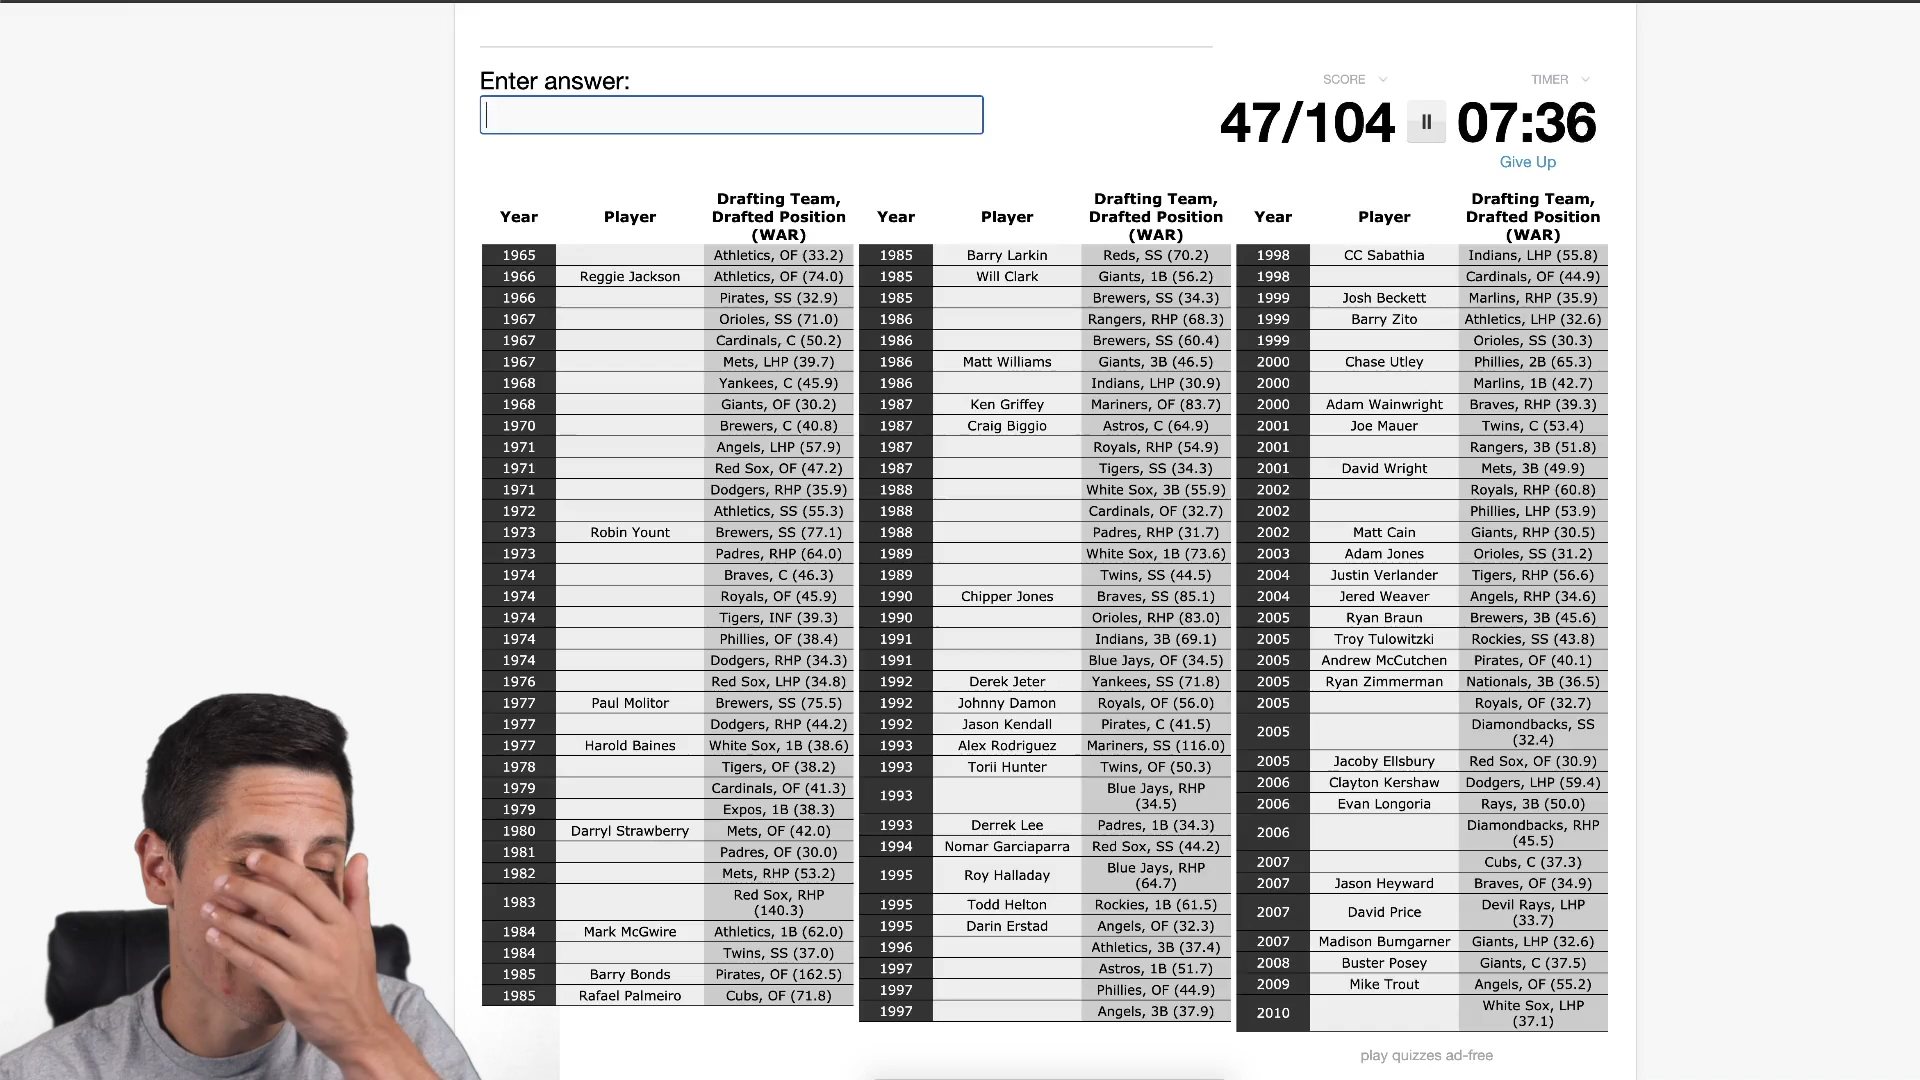 Enter answer:
SCORE
TIMER
47/104
07:36
Give Up
Year Player Drafting Team, Drafted Position (WAR)
1965 Athletics, OF (33.2)
1966 Reggie Jackson Athletics, OF (74.0)
1966 Pirates, SS (32.9)
1967 Orioles, SS (71.0)
1967 Cardinals, C (50.2)
1967 Mets, LHP (39.7)
1968 Yankees, C (45.9)
1968 Giants, OF (30.2)
1970 Brewers, C (40.8)
1971 Angels, LHP (57.9)
1971 Red Sox, OF (47.2)
1971 Dodgers, RHP (35.9)
1972 Athletics, SS (55.3)
1973 Robin Yount Brewers, SS (77.1)
1973 Padres, RHP (64.0)
1974 Braves, C (46.3)
1974 Royals, OF (45.9)
1974 Tigers, INF (39.3)
1974 Phillies, OF (38.4)
1974 Dodgers, RHP (34.3)
1976 Red Sox, LHP (34.8)
1977 Paul Molitor Brewers, SS (75.5)
1977 Dodgers, RHP (44.2)
1977 Harold Baines White Sox, 1B (38.6)
1978 Tigers, OF (38.2)
1979 Cardinals, OF (41.3)
1979 Expos, 1B (38.3)
1980 Darryl Strawberry Mets, OF (42.0)
1981 Padres, OF (30.0)
1982 Mets, RHP (53.2)
1983 Red Sox, RHP (140.3)
1984 Mark McGwire Athletics, 1B (62.0)
1984 Twins, SS (37.0)
1985 Barry Bonds Pirates, OF (162.5)
1985 Rafael Palmeiro Cubs, OF (71.8)
Year Player Drafting Team, Drafted Position (WAR)
1985 Barry Larkin Reds, SS (70.2)
1985 Will Clark Giants, 1B (56.2)
1985 Brewers, SS (34.3)
1986 Rangers, RHP (68.3)
1986 Brewers, SS (60.4)
1986 Matt Williams Giants, 3B (46.5)
1986 Indians, LHP (30.9)
1987 Ken Griffey Mariners, OF (83.7)
1987 Craig Biggio Astros, C (64.9)
1987 Royals, RHP (54.9)
1987 Tigers, SS (34.3)
1988 White Sox, 3B (55.9)
1988 Cardinals, OF (32.7)
1988 Padres, RHP (31.7)
1989 White Sox, 1B (73.6)
1989 Twins, SS (44.5)
1990 Chipper Jones Braves, SS (85.1)
1990 Orioles, RHP (83.0)
1991 Indians, 3B (69.1)
1991 Blue Jays, OF (34.5)
1992 Derek Jeter Yankees, SS (71.8)
1992 Johnny Damon Royals, OF (56.0)
1992 Jason Kendall Pirates, C (41.5)
1993 Alex Rodriguez Mariners, SS (116.0)
1993 Torii Hunter Twins, OF (50.3)
1993 Blue Jays, RHP (34.5)
1993 Derrek Lee Padres, 1B (34.3)
1994 Nomar Garciaparra Red Sox, SS (44.2)
1995 Roy Halladay Blue Jays, RHP (64.7)
1995 Todd Helton Rockies, 1B (61.5)
1995 Darin Erstad Angels, OF (32.3)
1996 Athletics, 3B (37.4)
1997 Astros, 1B (51.7)
1997 Phillies, OF (44.9)
1997 Angels, 3B (37.9)
Year Player Drafting Team, Drafted Position (WAR)
1998 CC Sabathia Indians, LHP (55.8)
1998 Cardinals, OF (44.9)
1999 Josh Beckett Marlins, RHP (35.9)
1999 Barry Zito Athletics, LHP (32.6)
1999 Orioles, SS (30.3)
2000 Chase Utley Phillies, 2B (65.3)
2000 Marlins, 1B (42.7)
2000 Adam Wainwright Braves, RHP (39.3)
2001 Joe Mauer Twins, C (53.4)
2001 Rangers, 3B (51.8)
2001 David Wright Mets, 3B (49.9)
2002 Royals, RHP (60.8)
2002 Phillies, LHP (53.9)
2002 Matt Cain Giants, RHP (30.5)
2003 Adam Jones Orioles, SS (31.2)
2004 Justin Verlander Tigers, RHP (56.6)
2004 Jered Weaver Angels, RHP (34.6)
2005 Ryan Braun Brewers, 3B (45.6)
2005 Troy Tulowitzki Rockies, SS (43.8)
2005 Andrew McCutchen Pirates, OF (40.1)
2005 Ryan Zimmerman Nationals, 3B (36.5)
2005 Royals, OF (32.7)
2005 Diamondbacks, SS (32.4)
2005 Jacoby Ellsbury Red Sox, OF (30.9)
2006 Clayton Kershaw Dodgers, LHP (59.4)
2006 Evan Longoria Rays, 3B (50.0)
2006 Diamondbacks, RHP (45.5)
2007 Cubs, C (37.3)
2007 Jason Heyward Braves, OF (34.9)
2007 David Price Devil Rays, LHP (33.7)
2007 Madison Bumgarner Giants, LHP (32.6)
2008 Buster Posey Giants, C (37.5)
2009 Mike Trout Angels, OF (55.2)
2010 White Sox, LHP (37.1)
play quizzes ad-free